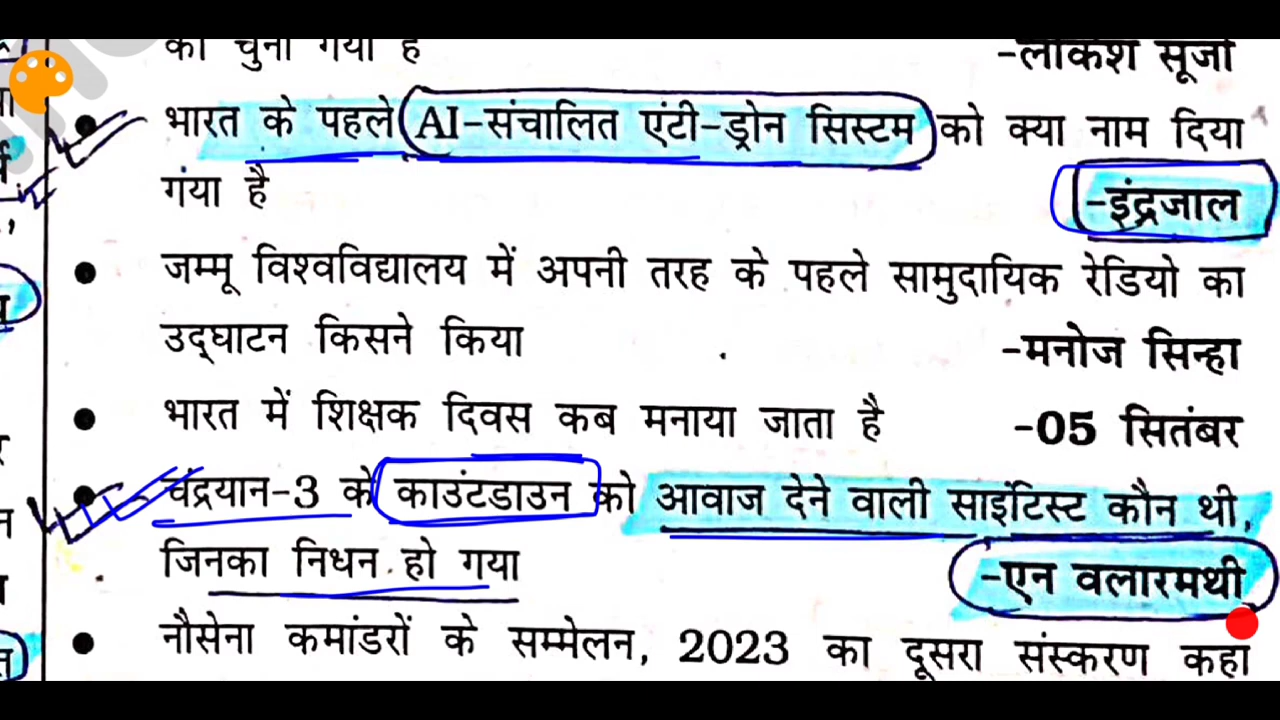 को चुना गया है
-लोकेश सूजी
• भारत के पहले AI-संचालित एंटी-ड्रोन सिस्टम को क्या नाम दिया
गया है -इंद्रजाल
• जम्मू विश्वविद्यालय में अपनी तरह के पहले सामुदायिक रेडियो का
उद्घाटन किसने किया -मनोज सिन्हा
• भारत में शिक्षक दिवस कब मनाया जाता है -05 सितंबर
• चंद्रयान-3 के काउंटडाउन को आवाज देने वाली साइंटिस्ट कौन थी,
जिनका निधन हो गया -एन वलारमथी
• नौसेना कमांडरों के सम्मेलन, 2023 का दूसरा संस्करण कहा